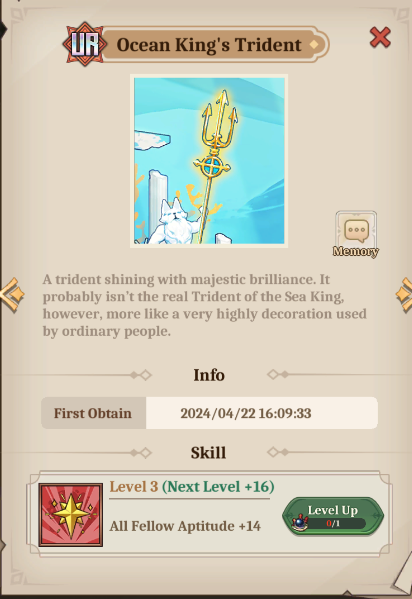 UR Ocean King's Trident
Memory
A trident shining with majestic brilliance. It
probably isn't the real Trident of the Sea King,
however, more like a very highly decoration used
by ordinary people.
Info
First Obtain 2024/04/22 16:09:33
Skill
Level 3 (Next Level +16)
All Fellow Aptitude +14
Level Up
0/1